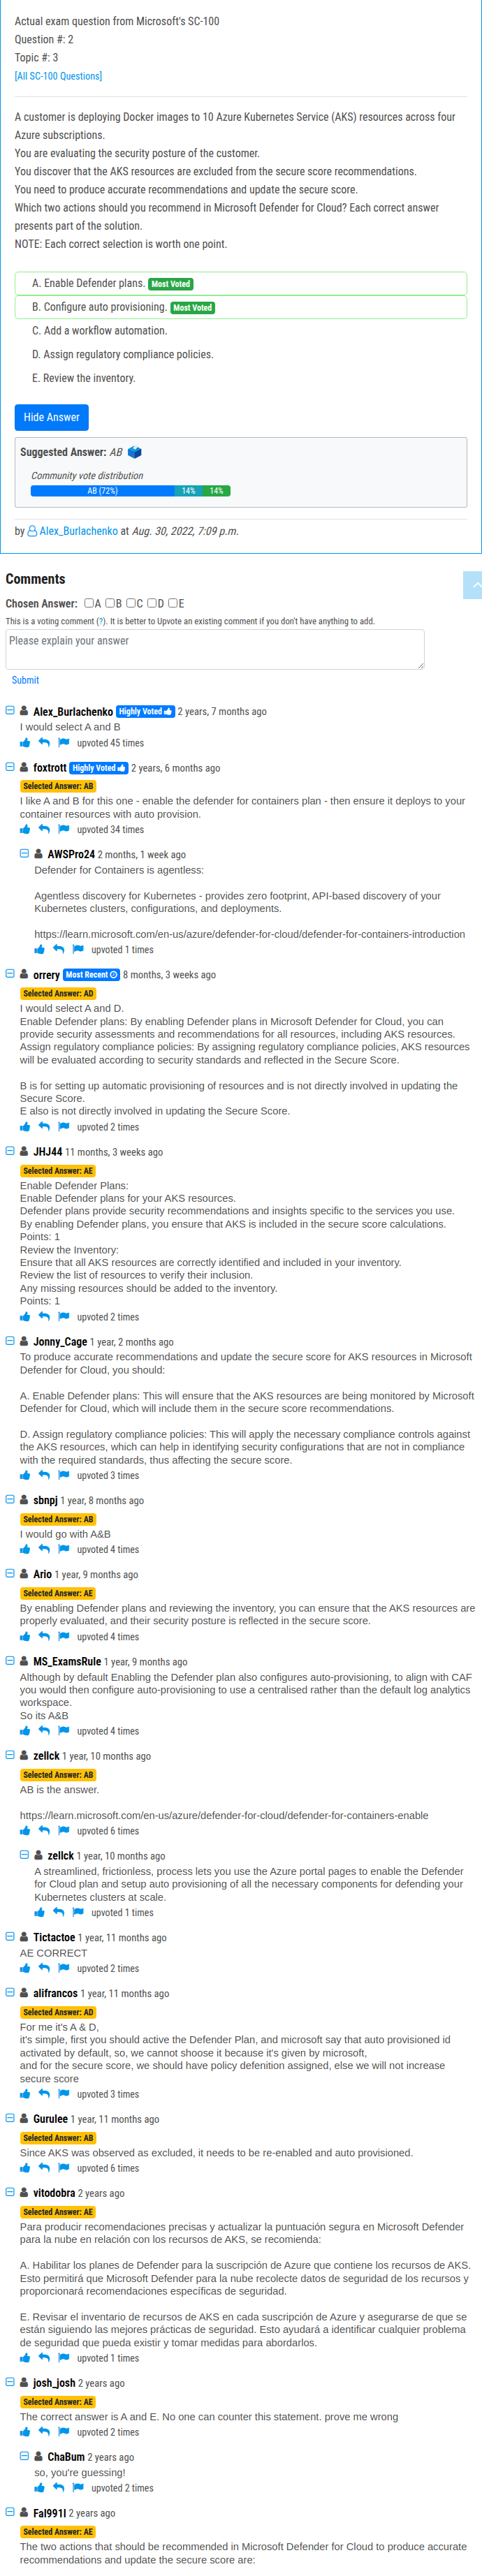 Actual exam question from Microsoft's SC-100
Question #: 2
Topic #: 3
[All SC-100 Questions]
A customer is deploying Docker images to 10 Azure Kubernetes Service (AKS) resources across four
Azure subscriptions.
You are evaluating the security posture of the customer.
You discover that the AKS resources are excluded from the secure score recommendations.
You need to produce accurate recommendations and update the secure score.
Which two actions should you recommend in Microsoft Defender for Cloud? Each correct answer
presents part of the solution.
NOTE: Each correct selection is worth one point.
A. Enable Defender plans. Most Voted
B. Configure auto provisioning. Most Voted
C. Add a workflow automation.
D. Assign regulatory compliance policies.
E. Review the inventory.
Hide Answer
Suggested Answer: AB
Community vote distribution
AB (72%) 14% 14%
by Alex_Burlachenko at Aug. 30, 2022, 7:09 p.m.
Comments
Chosen Answer: A B C D E
This is a voting comment (?). It is better to Upvote an existing comment if you don't have anything to add.
Please explain your answer
Submit
Alex_Burlachenko Highly Voted 2 years, 7 months ago
I would select A and B
upvoted 45 times
foxtrott Highly Voted 2 years, 6 months ago
Selected Answer: AB
I like A and B for this one - enable the defender for containers plan - then ensure it deploys to your
container resources with auto provision.
upvoted 34 times
AWSPro24 2 months, 1 week ago
Defender for Containers is agentless:
Agentless discovery for Kubernetes - provides zero footprint, API-based discovery of your
Kubernetes clusters, configurations, and deployments.
https://learn.microsoft.com/en-us/azure/defender-for-cloud/defender-for-containers-introduction
upvoted 1 times
orrery Most Recent 8 months, 3 weeks ago
Selected Answer: AD
I would select A and D.
Enable Defender plans: By enabling Defender plans in Microsoft Defender for Cloud, you can
provide security assessments and recommendations for all resources, including AKS resources.
Assign regulatory compliance policies: By assigning regulatory compliance policies, AKS resources
will be evaluated according to security standards and reflected in the Secure Score.
B is for setting up automatic provisioning of resources and is not directly involved in updating the
Secure Score.
E also is not directly involved in updating the Secure Score.
upvoted 2 times
JHJ44 11 months, 3 weeks ago
Selected Answer: AE
Enable Defender Plans:
Enable Defender plans for your AKS resources.
Defender plans provide security recommendations and insights specific to the services you use.
By enabling Defender plans, you ensure that AKS is included in the secure score calculations.
Points: 1
Review the Inventory:
Ensure that all AKS resources are correctly identified and included in your inventory.
Review the list of resources to verify their inclusion.
Any missing resources should be added to the inventory.
Points: 1
upvoted 2 times
Jonny_Cage 1 year, 2 months ago
To produce accurate recommendations and update the secure score for AKS resources in Microsoft
Defender for Cloud, you should:
A. Enable Defender plans: This will ensure that the AKS resources are being monitored by Microsoft
Defender for Cloud, which will include them in the secure score recommendations.
D. Assign regulatory compliance policies: This will apply the necessary compliance controls against
the AKS resources, which can help in identifying security configurations that are not in compliance
with the required standards, thus affecting the secure score.
upvoted 3 times
sbnpj 1 year, 8 months ago
Selected Answer: AB
I would go with A&B
upvoted 4 times
Ario 1 year, 9 months ago
Selected Answer: AE
By enabling Defender plans and reviewing the inventory, you can ensure that the AKS resources are
properly evaluated, and their security posture is reflected in the secure score.
upvoted 4 times
MS_ExamsRule 1 year, 9 months ago
Although by default Enabling the Defender plan also configures auto-provisioning, to align with CAF
you would then configure auto-provisioning to use a centralised rather than the default log analytics
workspace.
So its A&B
upvoted 4 times
zellck 1 year, 10 months ago
Selected Answer: AB
AB is the answer.
https://learn.microsoft.com/en-us/azure/defender-for-cloud/defender-for-containers-enable
upvoted 6 times
zellck 1 year, 10 months ago
A streamlined, frictionless, process lets you use the Azure portal pages to enable the Defender
for Cloud plan and setup auto provisioning of all the necessary components for defending your
Kubernetes clusters at scale.
upvoted 1 times
Tictactoe 1 year, 11 months ago
AE CORRECT
upvoted 2 times
alifrancos 1 year, 11 months ago
Selected Answer: AD
For me it's A & D,
it's simple, first you should active the Defender Plan, and microsoft say that auto provisioned id
activated by default, so, we cannot shoose it because it's given by microsoft,
and for the secure score, we should have policy defenition assigned, else we will not increase
secure score
upvoted 3 times
Gurulee 1 year, 11 months ago
Selected Answer: AB
Since AKS was observed as excluded, it needs to be re-enabled and auto provisioned.
upvoted 6 times
vitodobra 2 years ago
Selected Answer: AE
Para producir recomendaciones precisas y actualizar la puntuación segura en Microsoft Defender
para la nube en relación con los recursos de AKS, se recomienda:
A. Habilitar los planes de Defender para la suscripción de Azure que contiene los recursos de AKS.
Esto permitirá que Microsoft Defender para la nube recolecte datos de seguridad de los recursos y
proporcionará recomendaciones específicas de seguridad.
E. Revisar el inventario de recursos de AKS en cada suscripción de Azure y asegurarse de que se
están siguiendo las mejores prácticas de seguridad. Esto ayudará a identificar cualquier problema
de seguridad que pueda existir y tomar medidas para abordarlos.
upvoted 1 times
josh_josh 2 years ago
Selected Answer: AE
The correct answer is A and E. No one can counter this statement. prove me wrong
upvoted 2 times
ChaBum 2 years ago
so, you're guessing!
upvoted 2 times
Fal991l 2 years ago
Selected Answer: AE
The two actions that should be recommended in Microsoft Defender for Cloud to produce accurate
recommendations and update the secure score are: